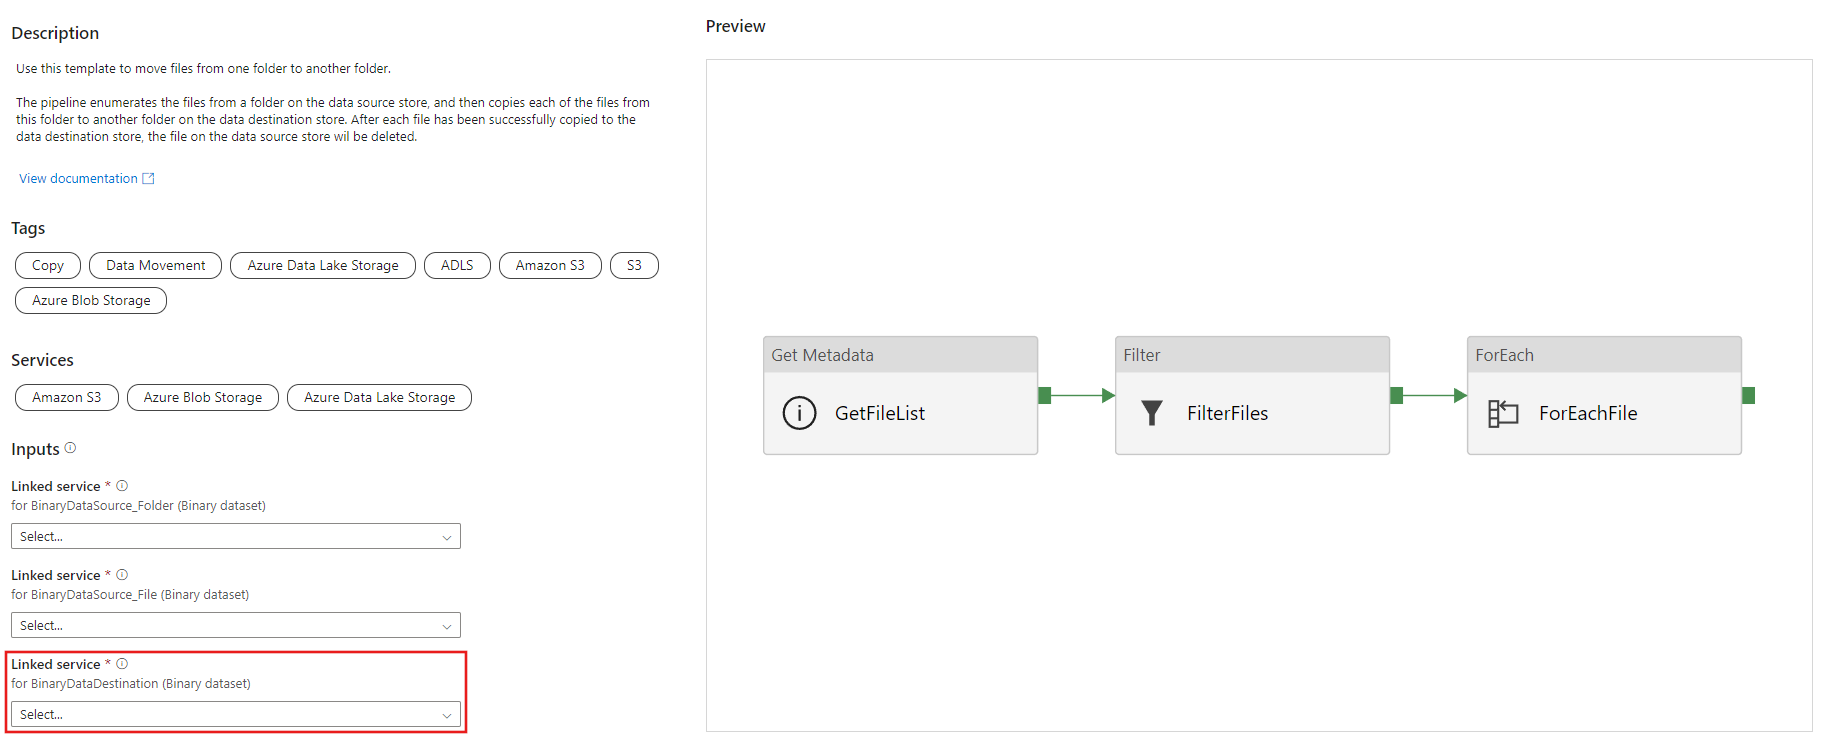 Description
Use this template to move files from one folder to another folder.
The pipeline enumerates the files from a folder on the data source store, and then copies each of the files from
this folder to another folder on the data destination store. After each file has been successfully copied to the
data destination store, the file on the data source store wil be deleted.
View documentation
Tags
Copy
Data Movement
Azure Data Lake Storage
ADLS
Amazon S3
S3
Azure Blob Storage
Services
Amazon S3
Azure Blob Storage
Azure Data Lake Storage
Inputs
Linked service *
for BinaryDataSource_Folder (Binary dataset)
Select...
Linked service *
for BinaryDataSource_File (Binary dataset)
Select...
Linked service *
for BinaryDataDestination (Binary dataset)
Select...
Preview
Get Metadata
GetFileList
Filter
FilterFiles
ForEach
ForEachFile